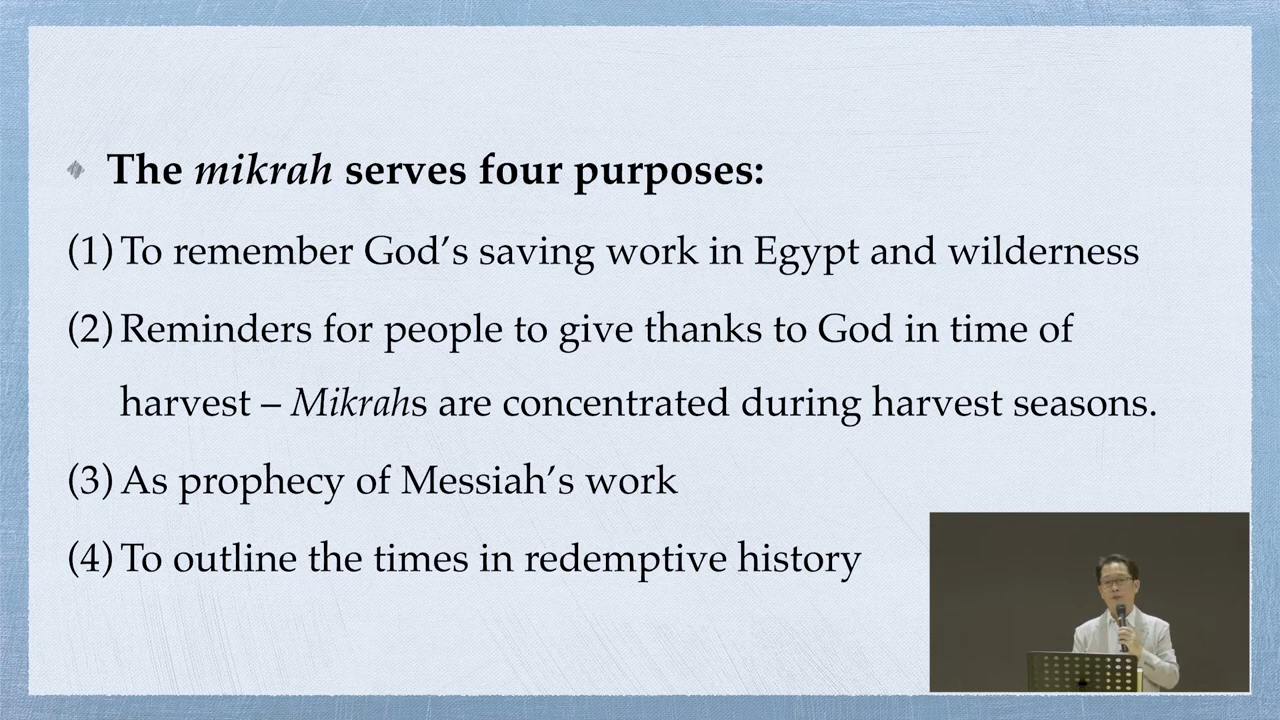 The mikrah serves four purposes:
(1) To remember God’s saving work in Egypt and wilderness
(2) Reminders for people to give thanks to God in time of
harvest – Mikrahs are concentrated during harvest seasons.
(3) As prophecy of Messiah’s work
(4) To outline the times in redemptive history